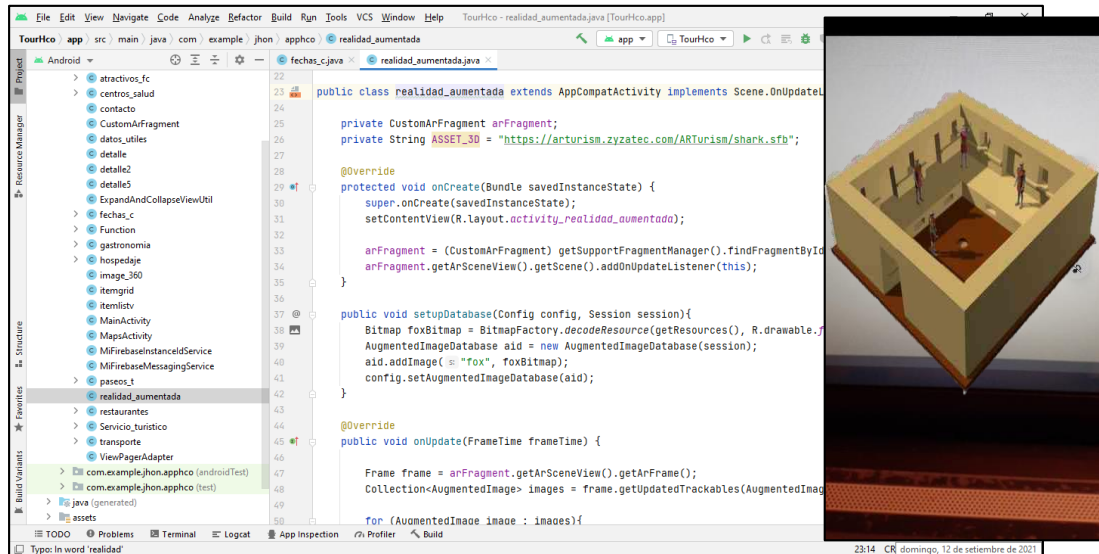 File Edit View Navigate Code Analyze Refactor Build Run Tools VCS Window Help TourHco - realidad_aumentada.java [TourHco.app]
TourHco app src main java com example jhon apphco realidad_aumentada app TourHco
Project
Resource Manager
Structure
Favorites
Build Variants
Android
atractivos_fc
centros_salud
contacto
CustomArFragment
datos_utiles
detalle
detalle2
detalle5
ExpandAndCollapseViewUtil
fechas_c
Function
gastronomia
hospedaje
image_360
itemgrid
itemlistv
MainActivity
MapsActivity
MiFirebaseInstanceIdService
MiFirebaseMessagingService
paseos_t
realidad_aumentada
restaurantes
Servicio_turistico
transporte
ViewPagerAdapter
com.example.jhon.apphco (androidTest)
com.example.jhon.apphco (test)
java (generated)
assets
fechas_c.java realidad_aumentada.java
22
23 public class realidad_aumentada extends AppCompatActivity implements Scene.OnUpdateL
24
25 private CustomArFragment arFragment;
26 private String ASSET_3D = "https://arturism.zyzatec.com/ARTurism/shark.sfb";
27
28 @Override
29 protected void onCreate(Bundle savedInstanceState) {
30 super.onCreate(savedInstanceState);
31 setContentView(R.layout.activity_realidad_aumentada);
32
33 arFragment = (CustomArFragment) getSupportFragmentManager().findFragmentById
34 arFragment.getArSceneView().getScene().addOnUpdateListener(this);
35 }
36
37 @ public void setupDatabase(Config config, Session session){
38 Bitmap foxBitmap = BitmapFactory.decodeResource(getResources(), R.drawable.f
39 AugmentedImageDatabase aid = new AugmentedImageDatabase(session);
40 aid.addImage( s: "fox", foxBitmap);
41 config.setAugmentedImageDatabase(aid);
42 }
43
44 @Override
45 public void onUpdate(FrameTime frameTime) {
46
47 Frame frame = arFragment.getArSceneView().getArFrame();
48 Collection<AugmentedImage> images = frame.getUpdatedTrackables(AugmentedImag
49
50 for (AugmentedImage image : images){
TODO Problems Terminal Logcat App Inspection Profiler Build
Typo: In word 'realidad' 23:14 CR domingo, 12 de setiembre de 2021